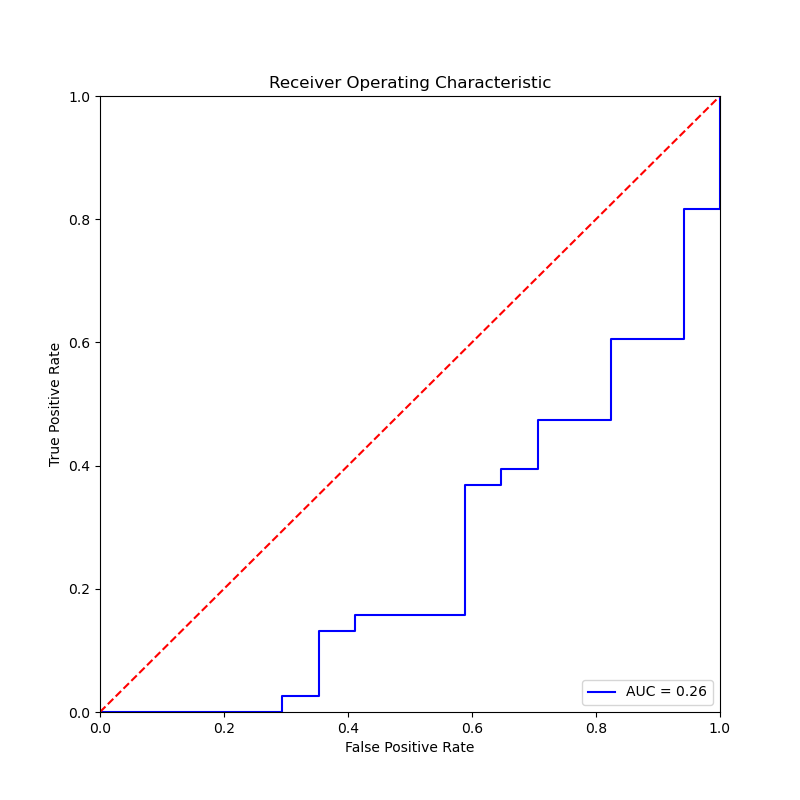 Receiver Operating Characteristic
1.0
0.8
0.6
0.4
0.2
0.0
True Positive Rate
AUC = 0.26
0.0 0.2 0.4 0.6 0.8 1.0
False Positive Rate